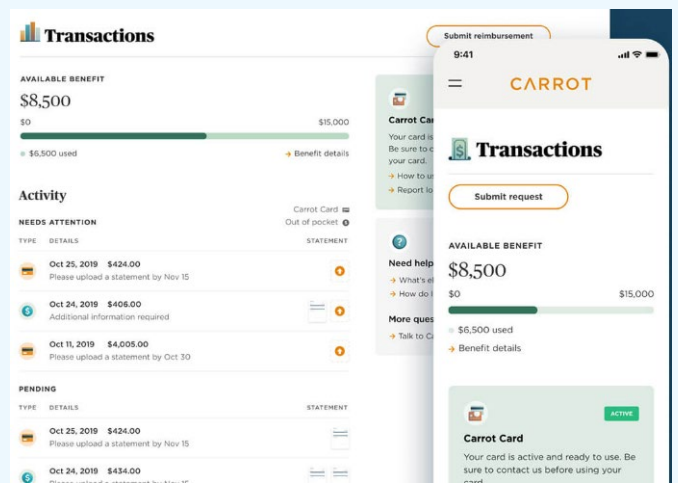 Transactions
Submit reimbursement
AVAILABLE BENEFIT
$8,500
$0
$15,000
$6,500 used
→ Benefit details
Activity
Carrot Card
NEEDS ATTENTION
Out of pocket
TYPE DETAILS STATEMENT
Oct 25, 2019 $424.00
Please upload a statement by Nov 15
Oct 24, 2019 $406.00
Additional information required
Oct 11, 2019 $4,005.00
Please upload a statement by Oct 30
PENDING
TYPE DETAILS STATEMENT
Oct 25, 2019 $424.00
Please upload a statement by Nov 15
Oct 24, 2019 $434.00
Please upload a statement by Nov 15
Carrot
Your card is
Be sure to
your card.
→ How to
→ Report
Need help
→
→ How do
More
→ Talk to
9:41
CARROT
Transactions
Submit request
AVAILABLE BENEFIT
$8,500
$0
$15,000
$6,500 used
→ Benefit details
ACTIVE
Carrot Card
Your card is active and ready to use. Be
sure to contact us before using your
card